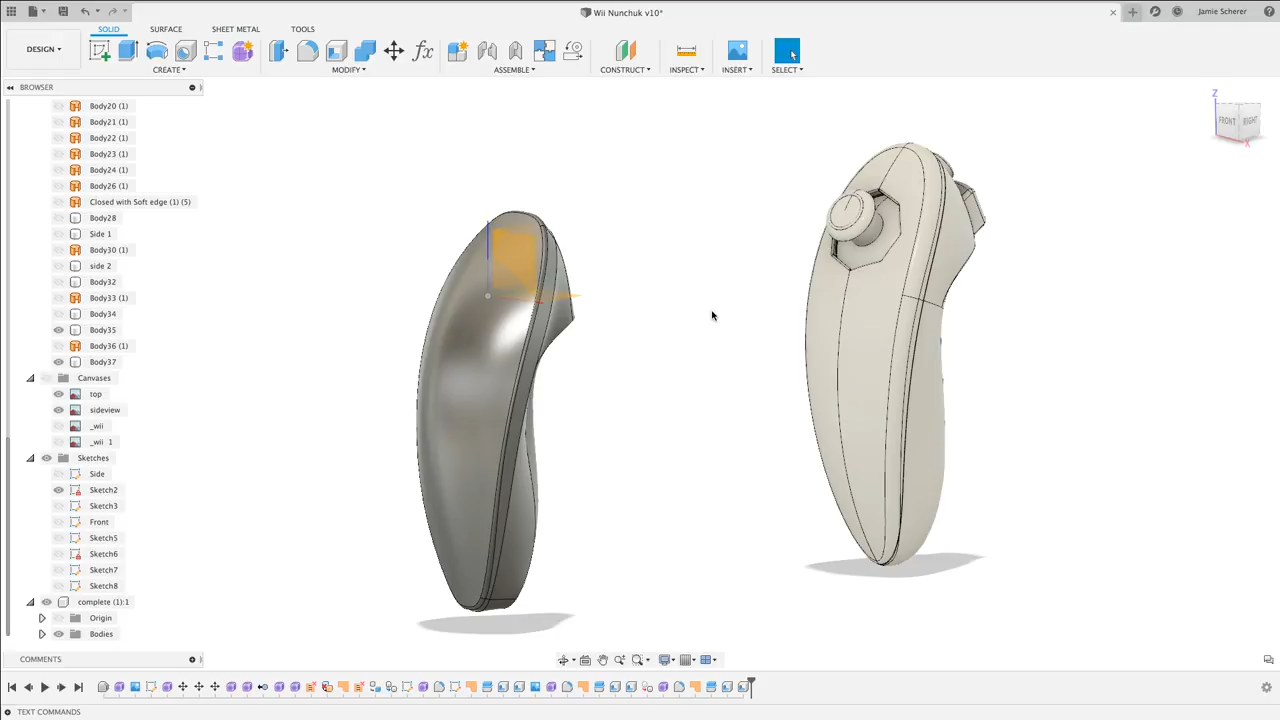 Wii Nunchuk v10*
Jamie Scherer
SOLID
SURFACE
SHEET METAL
TOOLS
DESIGN
fx
CREATE
MODIFY
ASSEMBLE
CONSTRUCT
INSPECT
INSERT
SELECT
BROWSER
Body20 (1)
Body21 (1)
Body22 (1)
Body23 (1)
Body24 (1)
Body26 (1)
Closed with Soft edge (1) (5)
Body28
Side 1
Body30 (1)
side 2
Body32
Body33 (1)
Body34
Body35
Body36 (1)
Body37
Canvases
top
sideview
_wii
_wii 1
Sketches
Side
Sketch2
Sketch3
Front
Sketch5
Sketch6
Sketch7
Sketch8
complete (1):1
Origin
Bodies
Z
FRONT
RIGHT
X
COMMENTS
TEXT COMMANDS